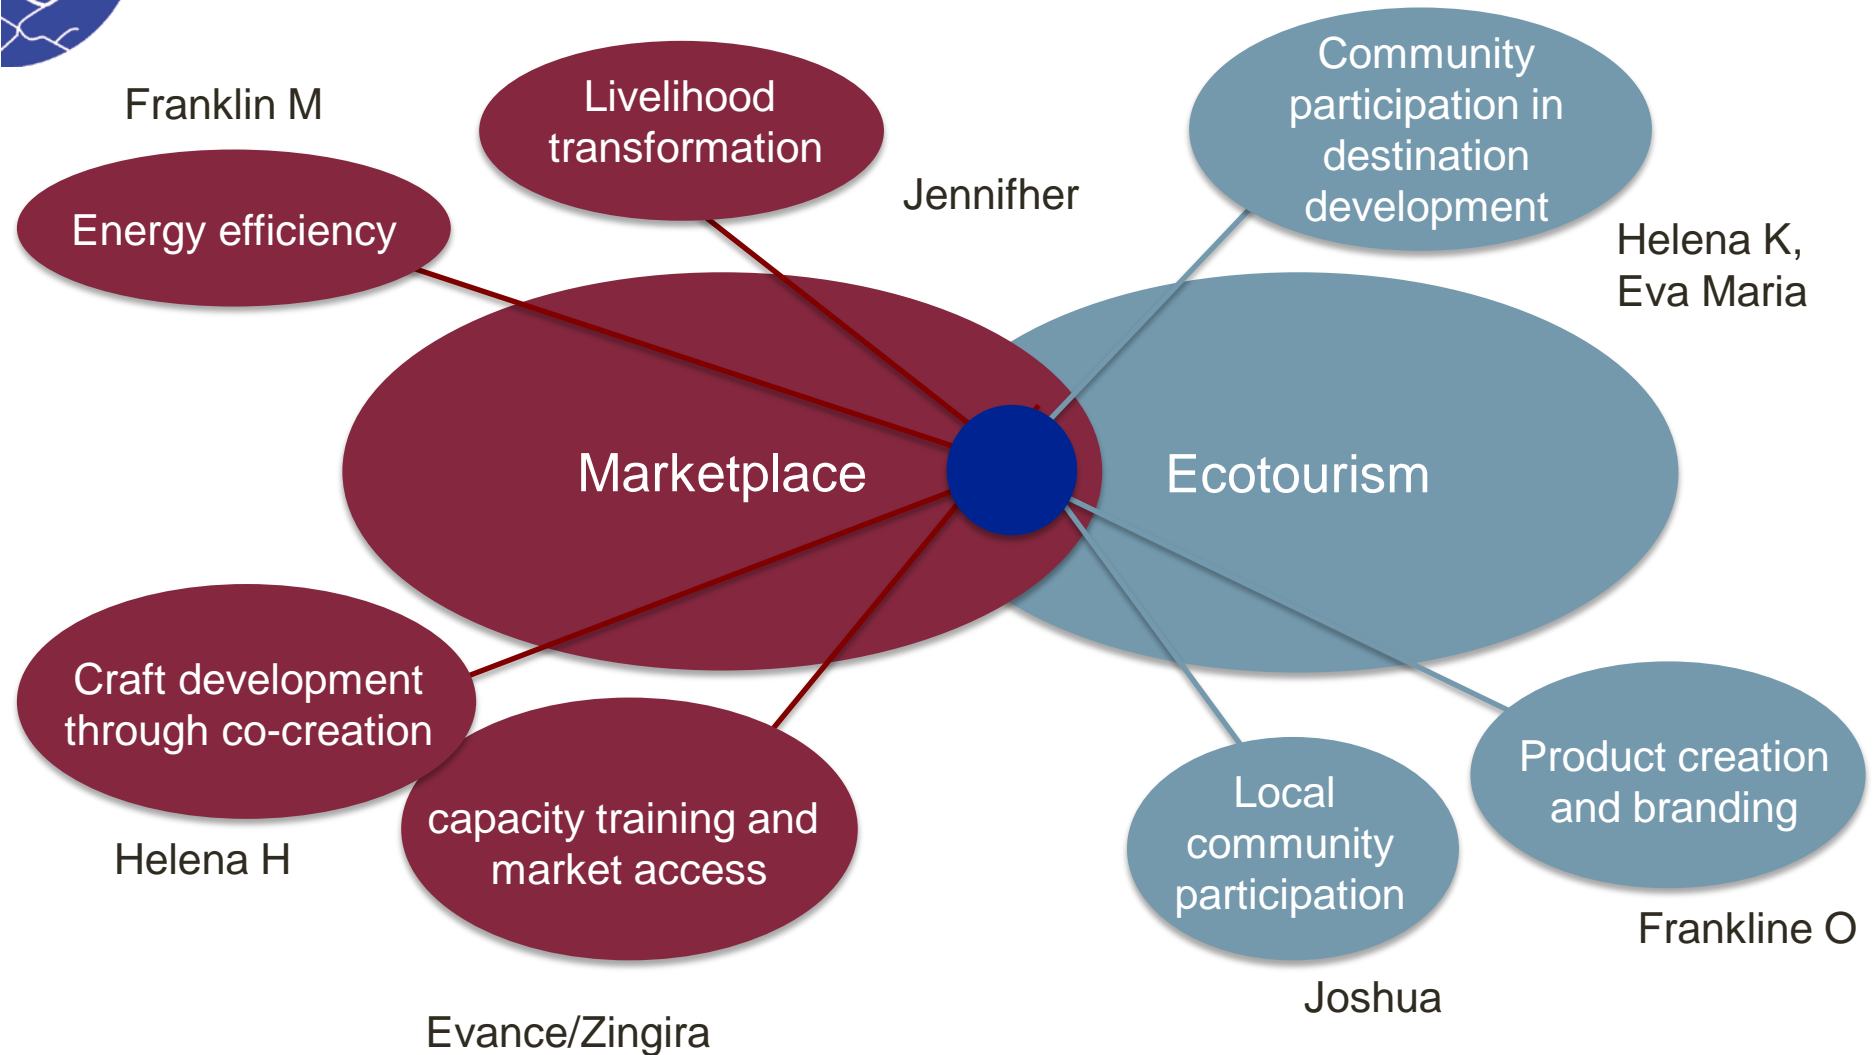 Franklin M
Livelihood
transformation
Community
participation in
destination
development
Energy efficiency
Jennifher
Helena K,
Eva Maria
Marketplace
Ecotourism
Craft development
through co-creation
Helena H
capacity training and
market access
Evance/Zingira
Local
community
participation
Joshua
Product creation
and branding
Frankline O